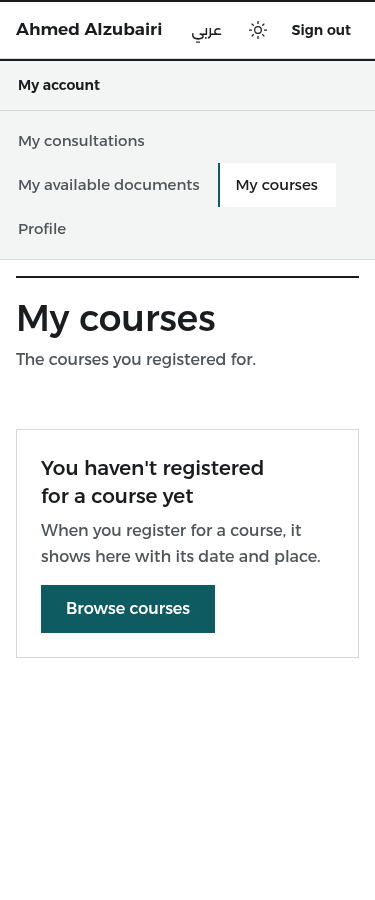 Ahmed Alzubairi
عربي
Sign out
My account
My consultations
My available documents
My courses
Profile
My courses
The courses you registered for.
You haven't registered
for a course yet
When you register for a course, it
shows here with its date and place.
Browse courses